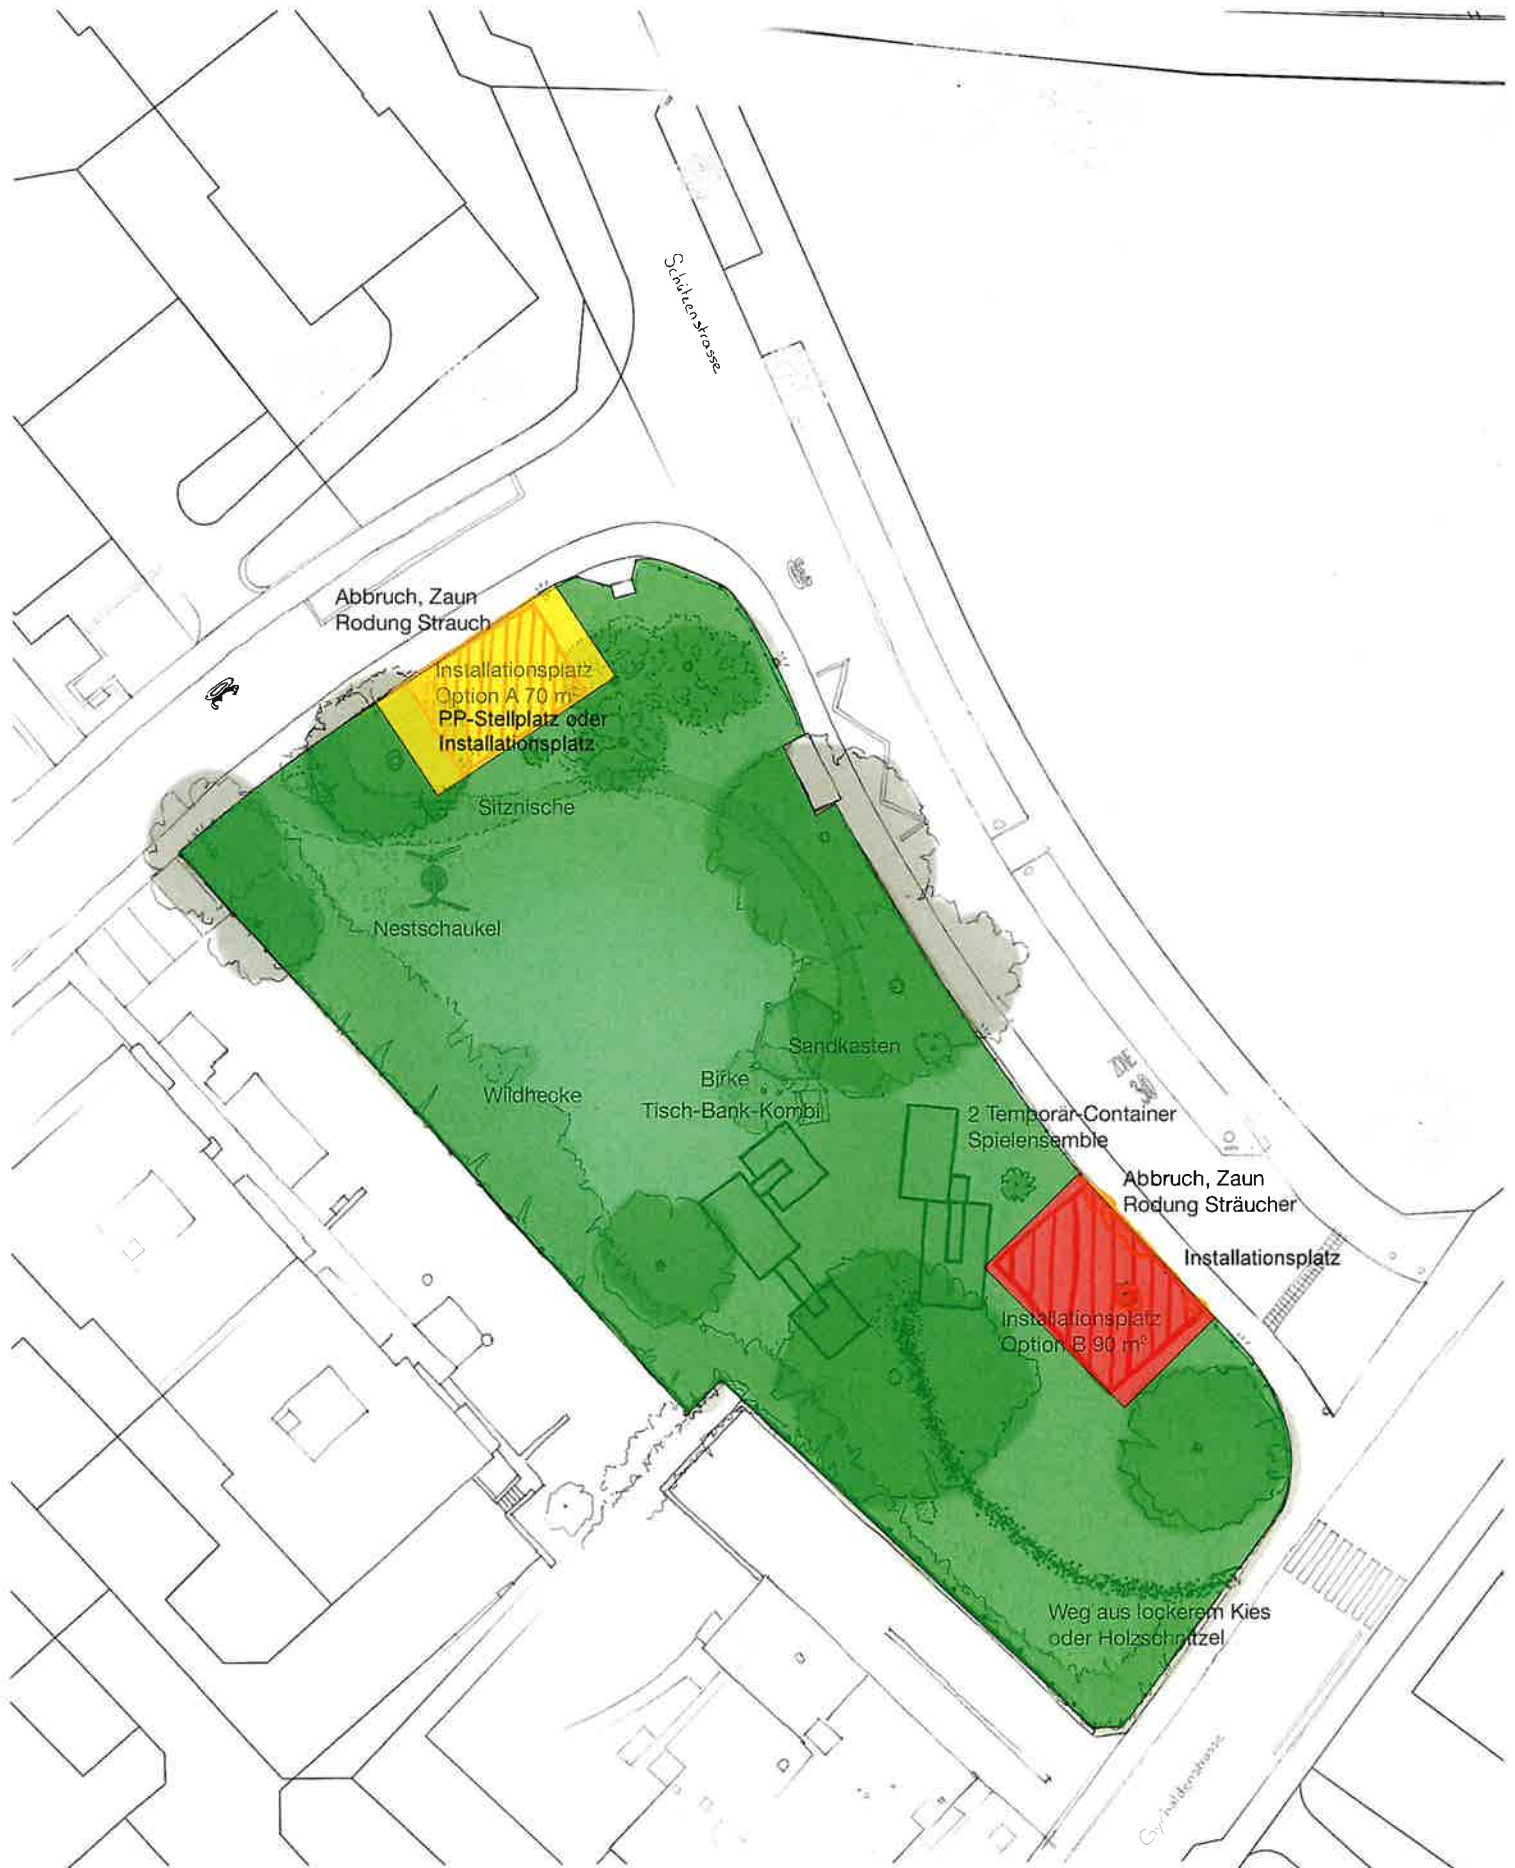 Schützenstrasse
Abbruch, Zaun
Rodung Strauch
Installationsplatz
Option A 70 m²
PP-Stellplatz oder
Installationsplatz
Sitznische
Nestschaukel
Sandkasten
Birke
Wildhecke
Tisch-Bank-Kombi
30
2 Temporär-Container
Spielensemble
Abbruch, Zaun
Rodung Sträucher
Installationsplatz
Installationsplatz
Option B 90 m²
Weg aus lockerem Kies
oder Holzschnitzel